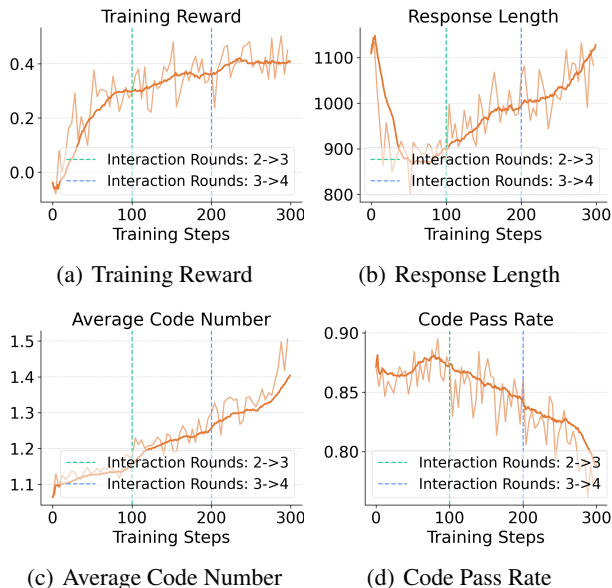 Training Reward
0.4
0.2
0.0
Interaction Rounds: 2->3
Interaction Rounds: 3->4
0 100 200 300
Training Steps
(a) Training Reward
Response Length
1100
1000
900
800
Interaction Rounds: 2->3
Interaction Rounds: 3->4
0 100 200 300
Training Steps
(b) Response Length
Average Code Number
1.5
1.4
1.3
1.2
1.1
Interaction Rounds: 2->3
Interaction Rounds: 3->4
0 100 200 300
Training Steps
(c) Average Code Number
Code Pass Rate
0.90
0.85
0.80
Interaction Rounds: 2->3
Interaction Rounds: 3->4
0 100 200 300
Training Steps
(d) Code Pass Rate